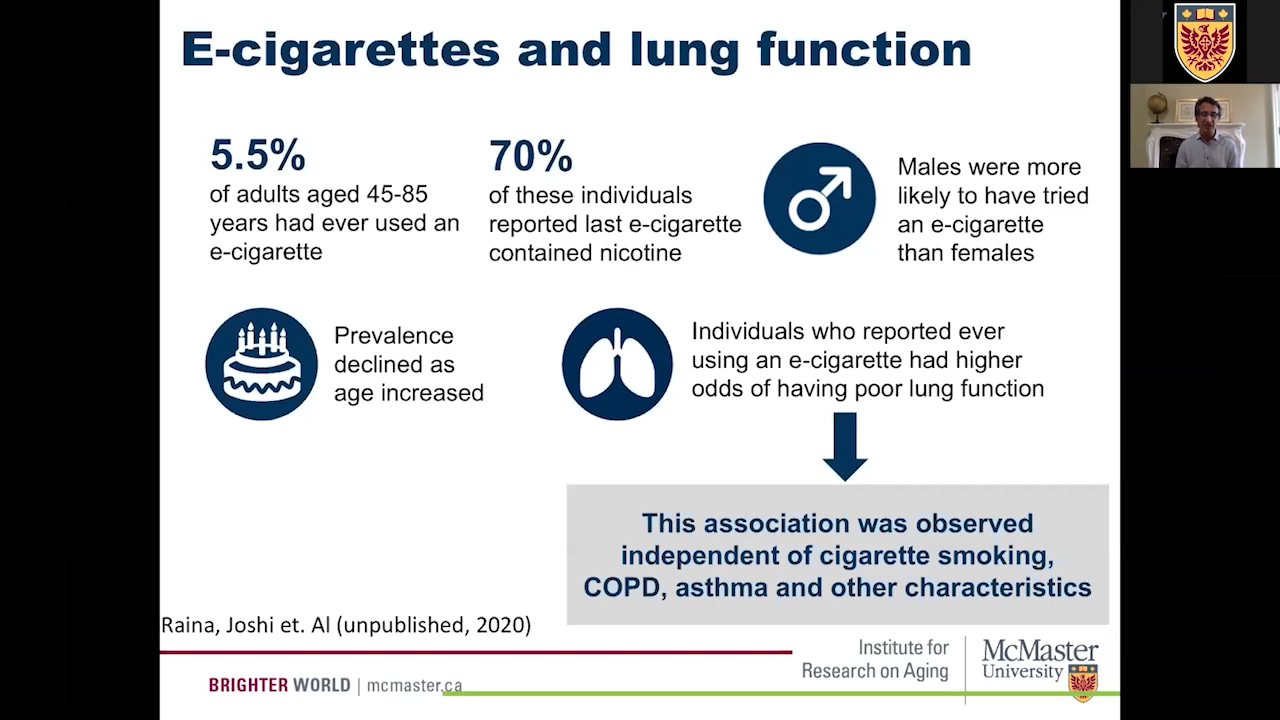 E-cigarettes and lung function
5.5%
of adults aged 45-85
years had ever used an
e-cigarette
70%
of these individuals
reported last e-cigarette
contained nicotine
Males were more
likely to have tried
an e-cigarette
than females
Prevalence
declined as
age increased
Individuals who reported ever
using an e-cigarette had higher
odds of having poor lung function
This association was observed
independent of cigarette smoking,
COPD, asthma and other characteristics
Raina, Joshi et. Al (unpublished, 2020)
BRIGHTER WORLD | mcmaster.ca
Institute for
Research on Aging
McMaster
University